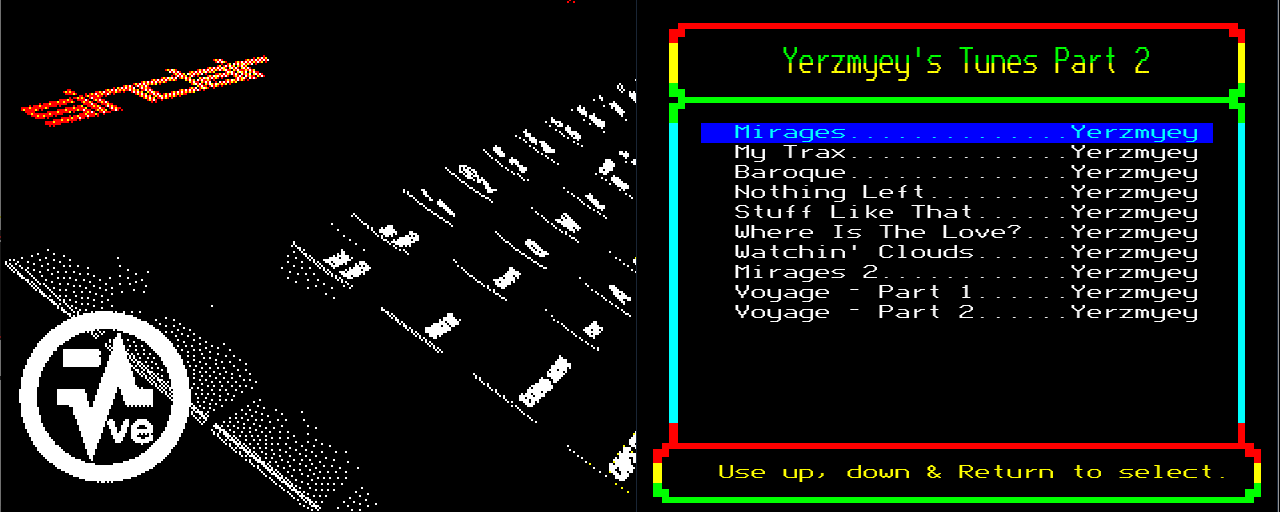 sinclair
ve
Yerzmyey's Tunes Part 2
Mirages..............Yerzmyey
My Trax..............Yerzmyey
Baroque..............Yerzmyey
Nothing Left.........Yerzmyey
Stuff Like That......Yerzmyey
Where Is The Love?...Yerzmyey
Watchin' Clouds......Yerzmyey
Mirages 2............Yerzmyey
Voyage - Part 1......Yerzmyey
Voyage - Part 2......Yerzmyey
Use up, down & Return to select.